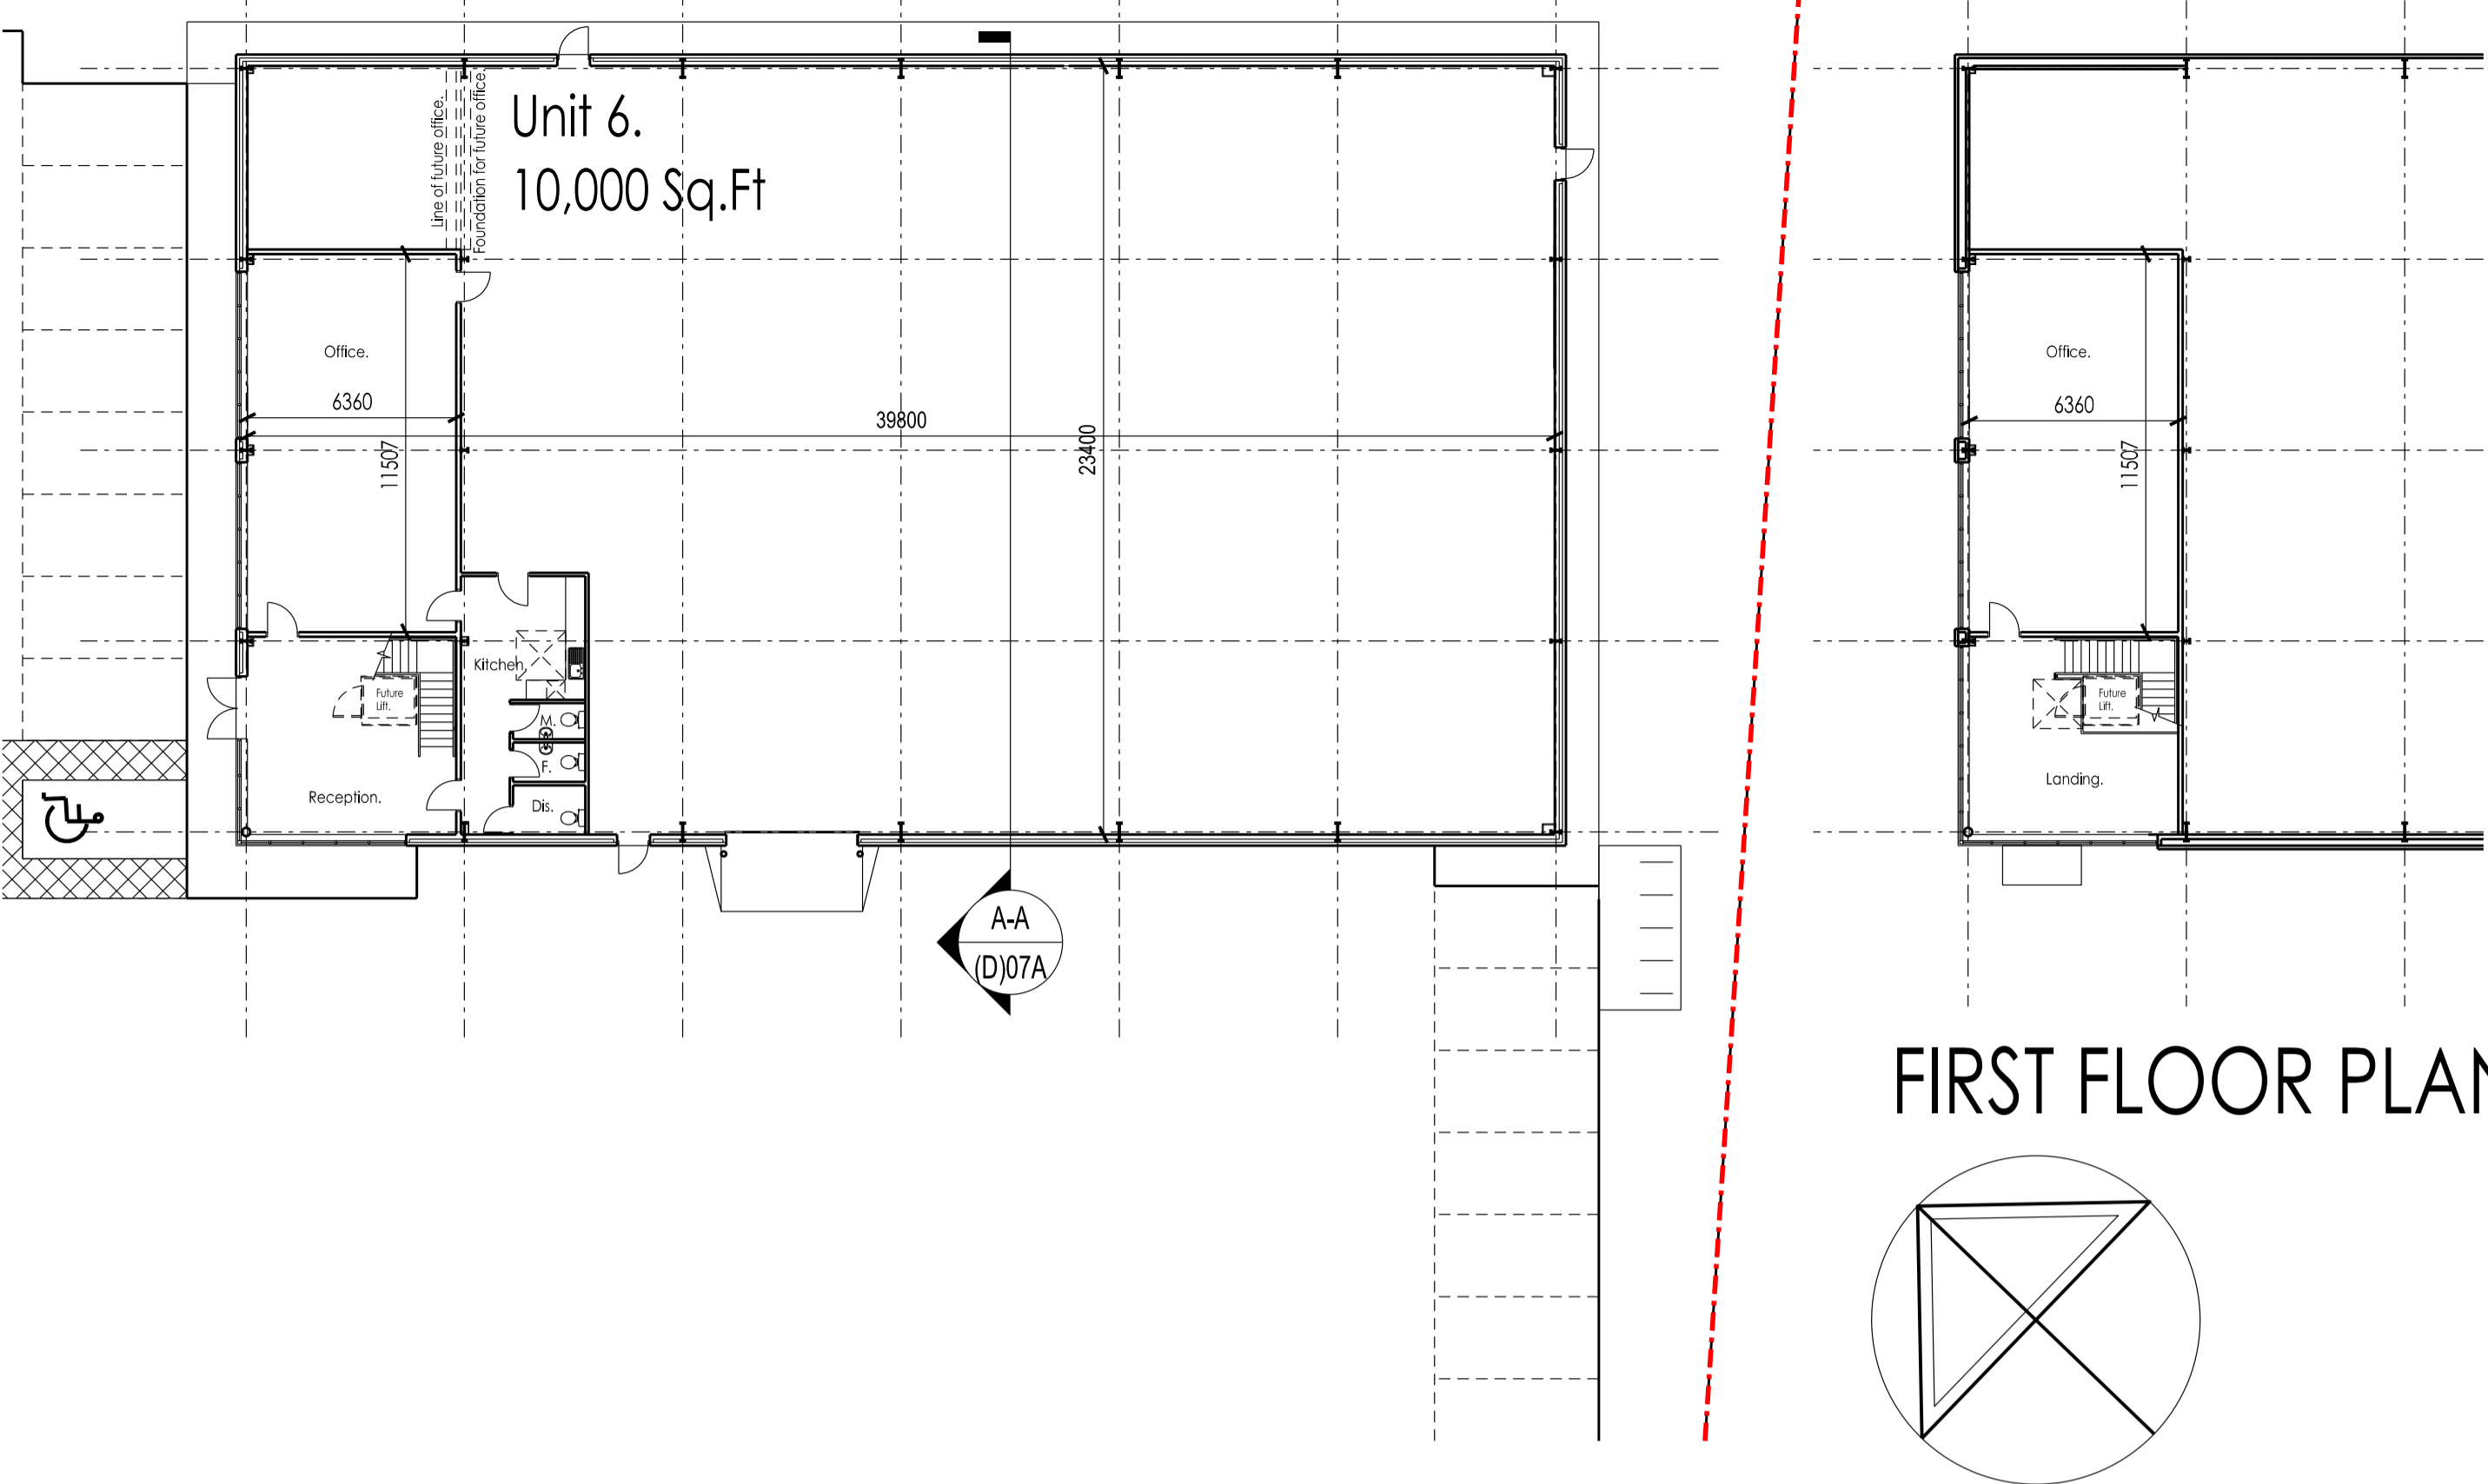 Unit 6.
10,000 Sq.Ft
Line of future office.
Foundation for future office.
Office.
6360
11507
39800
23400
Kitchen.
Future
Lift.
M.
F.
Dis.
Reception.
A-A
(D)07A
Office.
6360
11507
Future
Lift.
Landing.
FIRST FLOOR PLAN